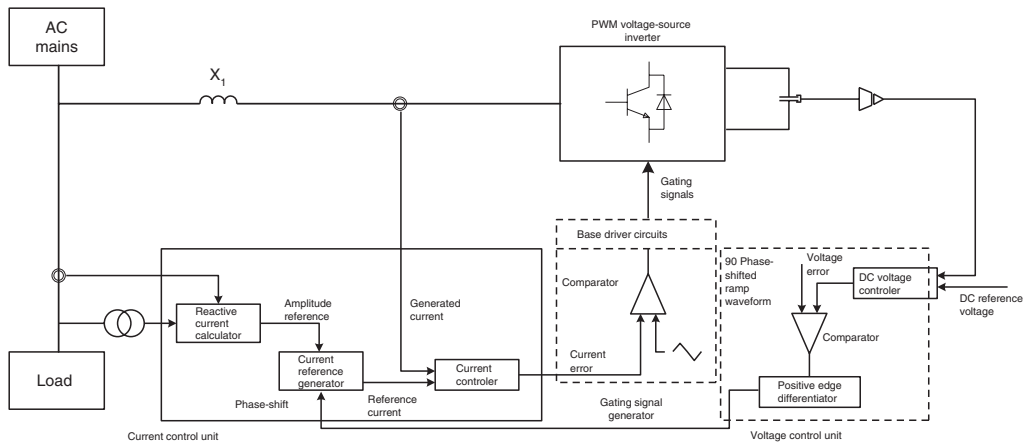 AC
mains
PWM voltage-source
inverter
X1
Gating
signals
Base driver circuits
Comparator
90 Phase-
shifted
ramp
waveform
Voltage
error
DC voltage
controler
DC reference
voltage
Comparator
Positive edge
differentiator
Reactive
current
calculator
Amplitude
reference
Generated
current
Current
reference
generator
Current
controler
Current
error
Load
Phase-shift
Reference
current
Gating signal
generator
Current control unit
Voltage control unit